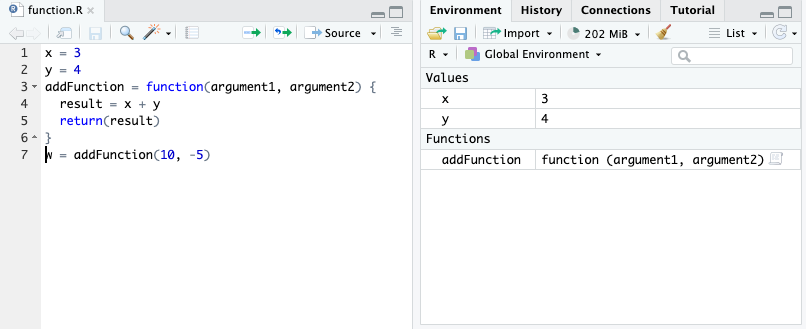 function.R
Source
1 x = 3
2 y = 4
3 addFunction = function(argument1, argument2) {
4   result = x + y
5   return(result)
6 }
7 w = addFunction(10, -5)
Environment History Connections Tutorial
Import 202 MiB List
R Global Environment
Values
x 3
y 4
Functions
addFunction function (argument1, argument2)